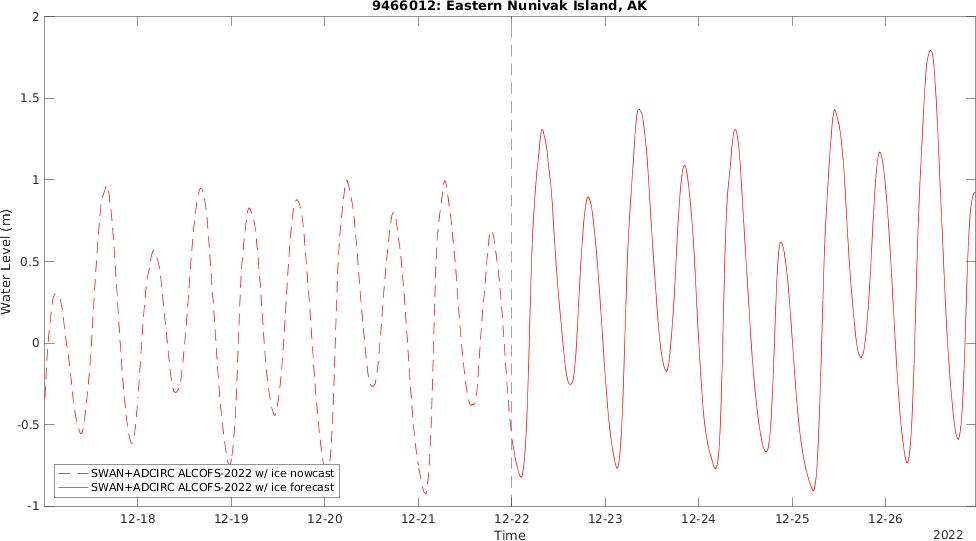 9466012: Eastern Nunivak Island, AK
Water Level (m)
2
1.5
1
0.5
0
-0.5
-1
SWAN+ADCIRC ALCOFS-2022 w/ ice nowcast
SWAN+ADCIRC ALCOFS-2022 w/ ice forecast
12-18 12-19 12-20 12-21 12-22 12-23 12-24 12-25 12-26
Time
2022